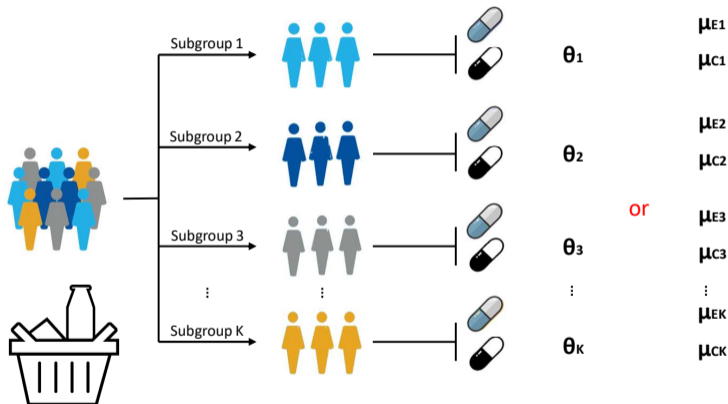 Subgroup 1
θ1
μE1
μC1
Subgroup 2
θ2
μE2
μC2
or
Subgroup 3
θ3
μE3
μC3
⋮ ⋮ ⋮ ⋮
Subgroup K
θK
μEK
μCK